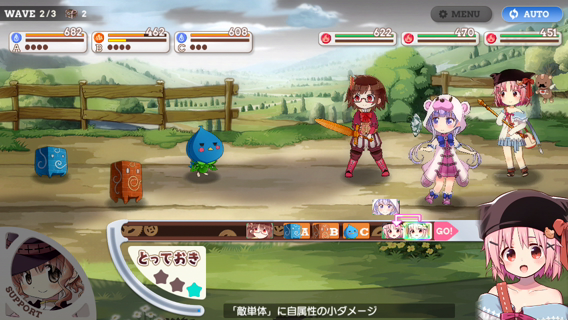 WAVE 2/3 2
MENU
AUTO
682
A
462
B
608
C
622
470
451
A B C GO!
とっておき
SUPPORT
「敵単体」に自属性の小ダメージ